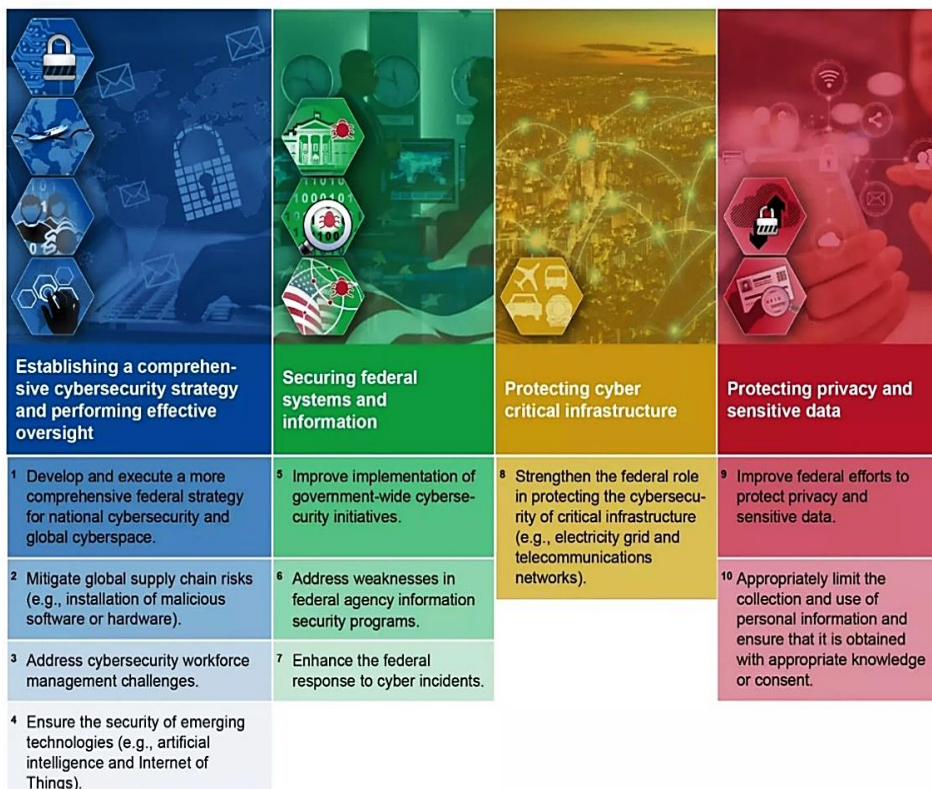 Establishing a comprehen-
sive cybersecurity strategy
and performing effective
oversight
1 Develop and execute a more
comprehensive federal strategy
for national cybersecurity and
global cyberspace.
2 Mitigate global supply chain risks
(e.g., installation of malicious
software or hardware).
3 Address cybersecurity workforce
management challenges.
4 Ensure the security of emerging
technologies (e.g., artificial
intelligence and Internet of
Things).
Securing federal
systems and
information
5 Improve implementation of
government-wide cyberse-
curity initiatives.
6 Address weaknesses in
federal agency information
security programs.
7 Enhance the federal
response to cyber incidents.
Protecting cyber
critical infrastructure
8 Strengthen the federal role
in protecting the cybersecu-
rity of critical infrastructure
(e.g., electricity grid and
telecommunications
networks).
Protecting privacy and
sensitive data
9 Improve federal efforts to
protect privacy and
sensitive data.
10 Appropriately limit the
collection and use of
personal information and
ensure that it is obtained
with appropriate knowledge
or consent.